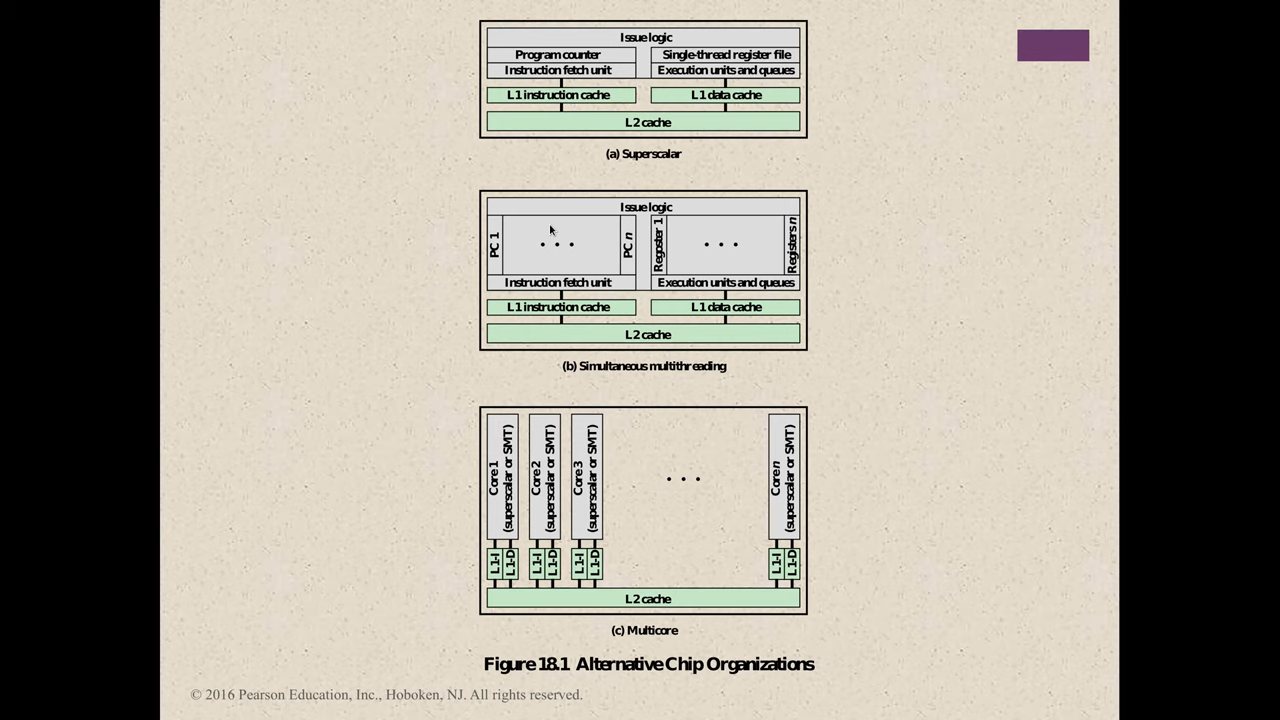 Issue logic
Program counter
Single-thread register file
Instruction fetch unit
Execution units and queues
L1 instruction cache
L1 data cache
L2 cache
(a) Superscalar
Issue logic
PC 1
• • •
PC n
Regoster 1
• • •
Registers n
Instruction fetch unit
Execution units and queues
L1 instruction cache
L1 data cache
L2 cache
(b) Simultaneous multithreading
Core 1
(superscalar or SMT)
Core 2
(superscalar or SMT)
Core 3
(superscalar or SMT)
• • •
Core n
(superscalar or SMT)
L1-I
L1-D
L1-I
L1-D
L1-I
L1-D
L1-I
L1-D
L2 cache
(c) Multicore
Figure 18.1 Alternative Chip Organizations
© 2016 Pearson Education, Inc., Hoboken, NJ. All rights reserved.